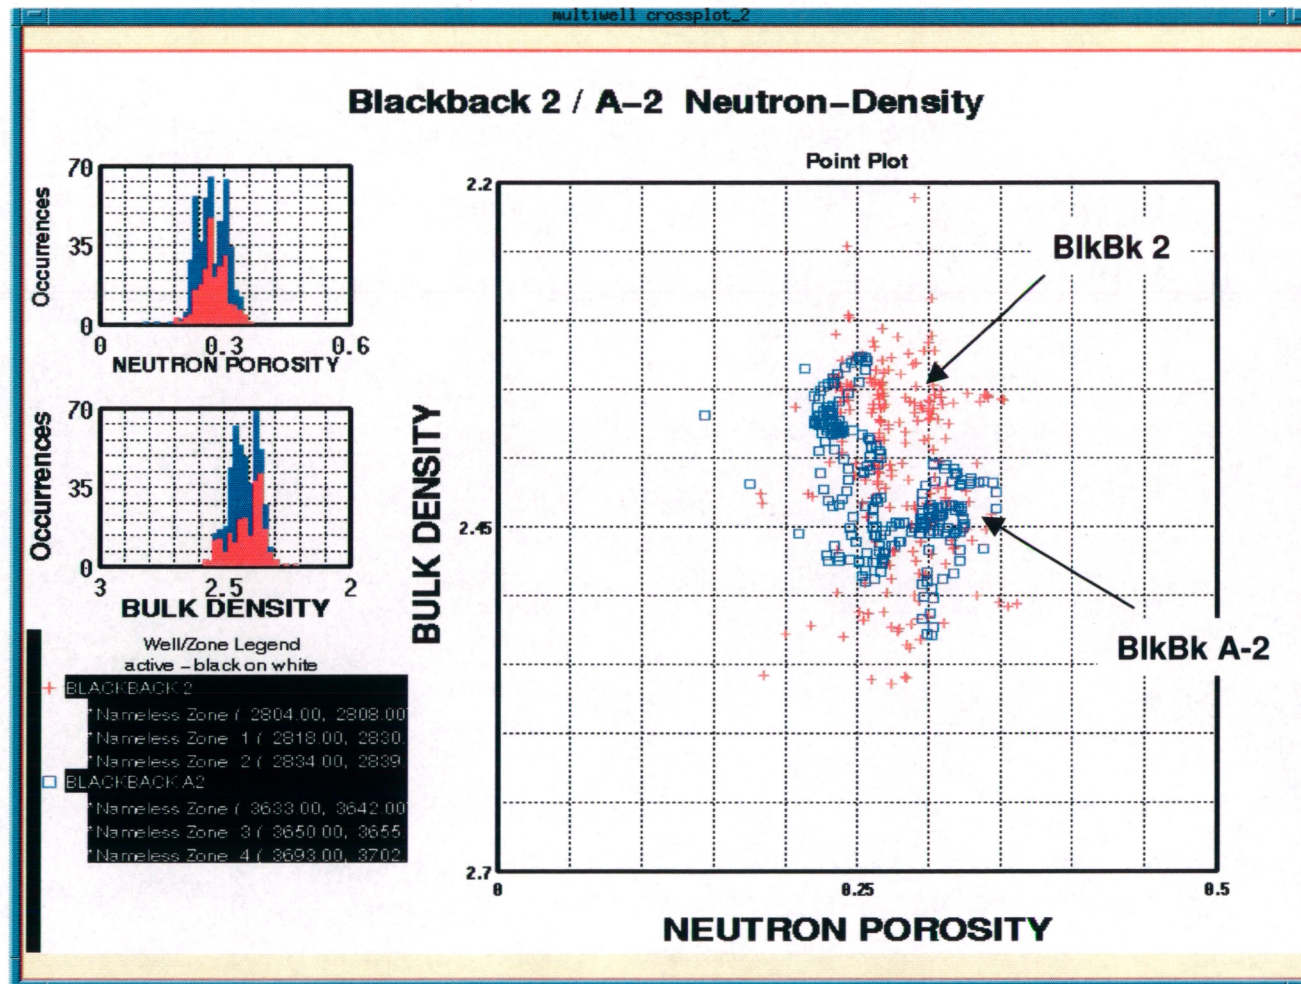 multiwell crossplot_2
Blackback 2 / A-2 Neutron-Density
70
35
0
Occurrences
0 0.3 0.6
NEUTRON POROSITY
70
35
0
Occurrences
3 2.5 2
BULK DENSITY
Well/Zone Legend
active - black on white
BLACKBACK 2
*Nameless Zone ( 2804.00, 2808.00
*Nameless Zone 1 ( 2818.00, 2830.
*Nameless Zone 2 ( 2834.00, 2839.
BLACKBACK A2
*Nameless Zone ( 3633.00, 3642.00
*Nameless Zone 3 ( 3650.00, 3655
*Nameless Zone 4 ( 3693.00, 3702.
Point Plot
2.2
2.45
2.7
BULK DENSITY
BlkBk 2
BlkBk A-2
0 0.25 0.5
NEUTRON POROSITY